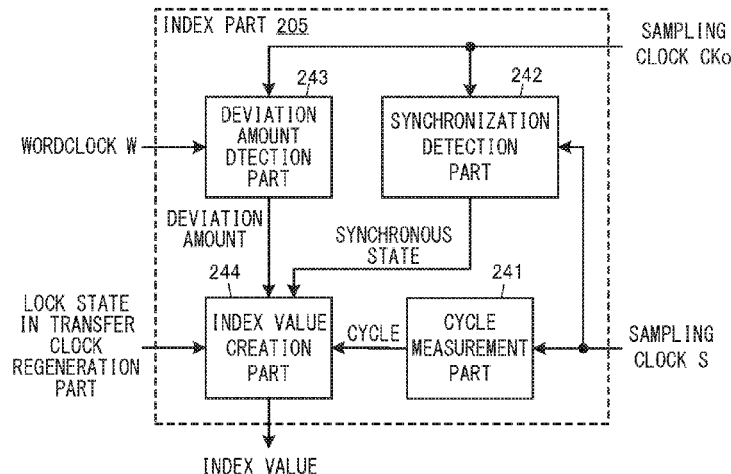 INDEX PART 205
SAMPLING
CLOCK CKo
243
242
DEVIATION
AMOUNT
DTECTION
PART
SYNCHRONIZATION
DETECTION
PART
WORDCLOCK W
DEVIATION
AMOUNT
SYNCHRONOUS
STATE
244
241
LOCK STATE
IN TRANSFER
CLOCK
REGENERATION
PART
INDEX VALUE
CREATION
PART
CYCLE
CYCLE
MEASUREMENT
PART
SAMPLING
CLOCK S
INDEX VALUE